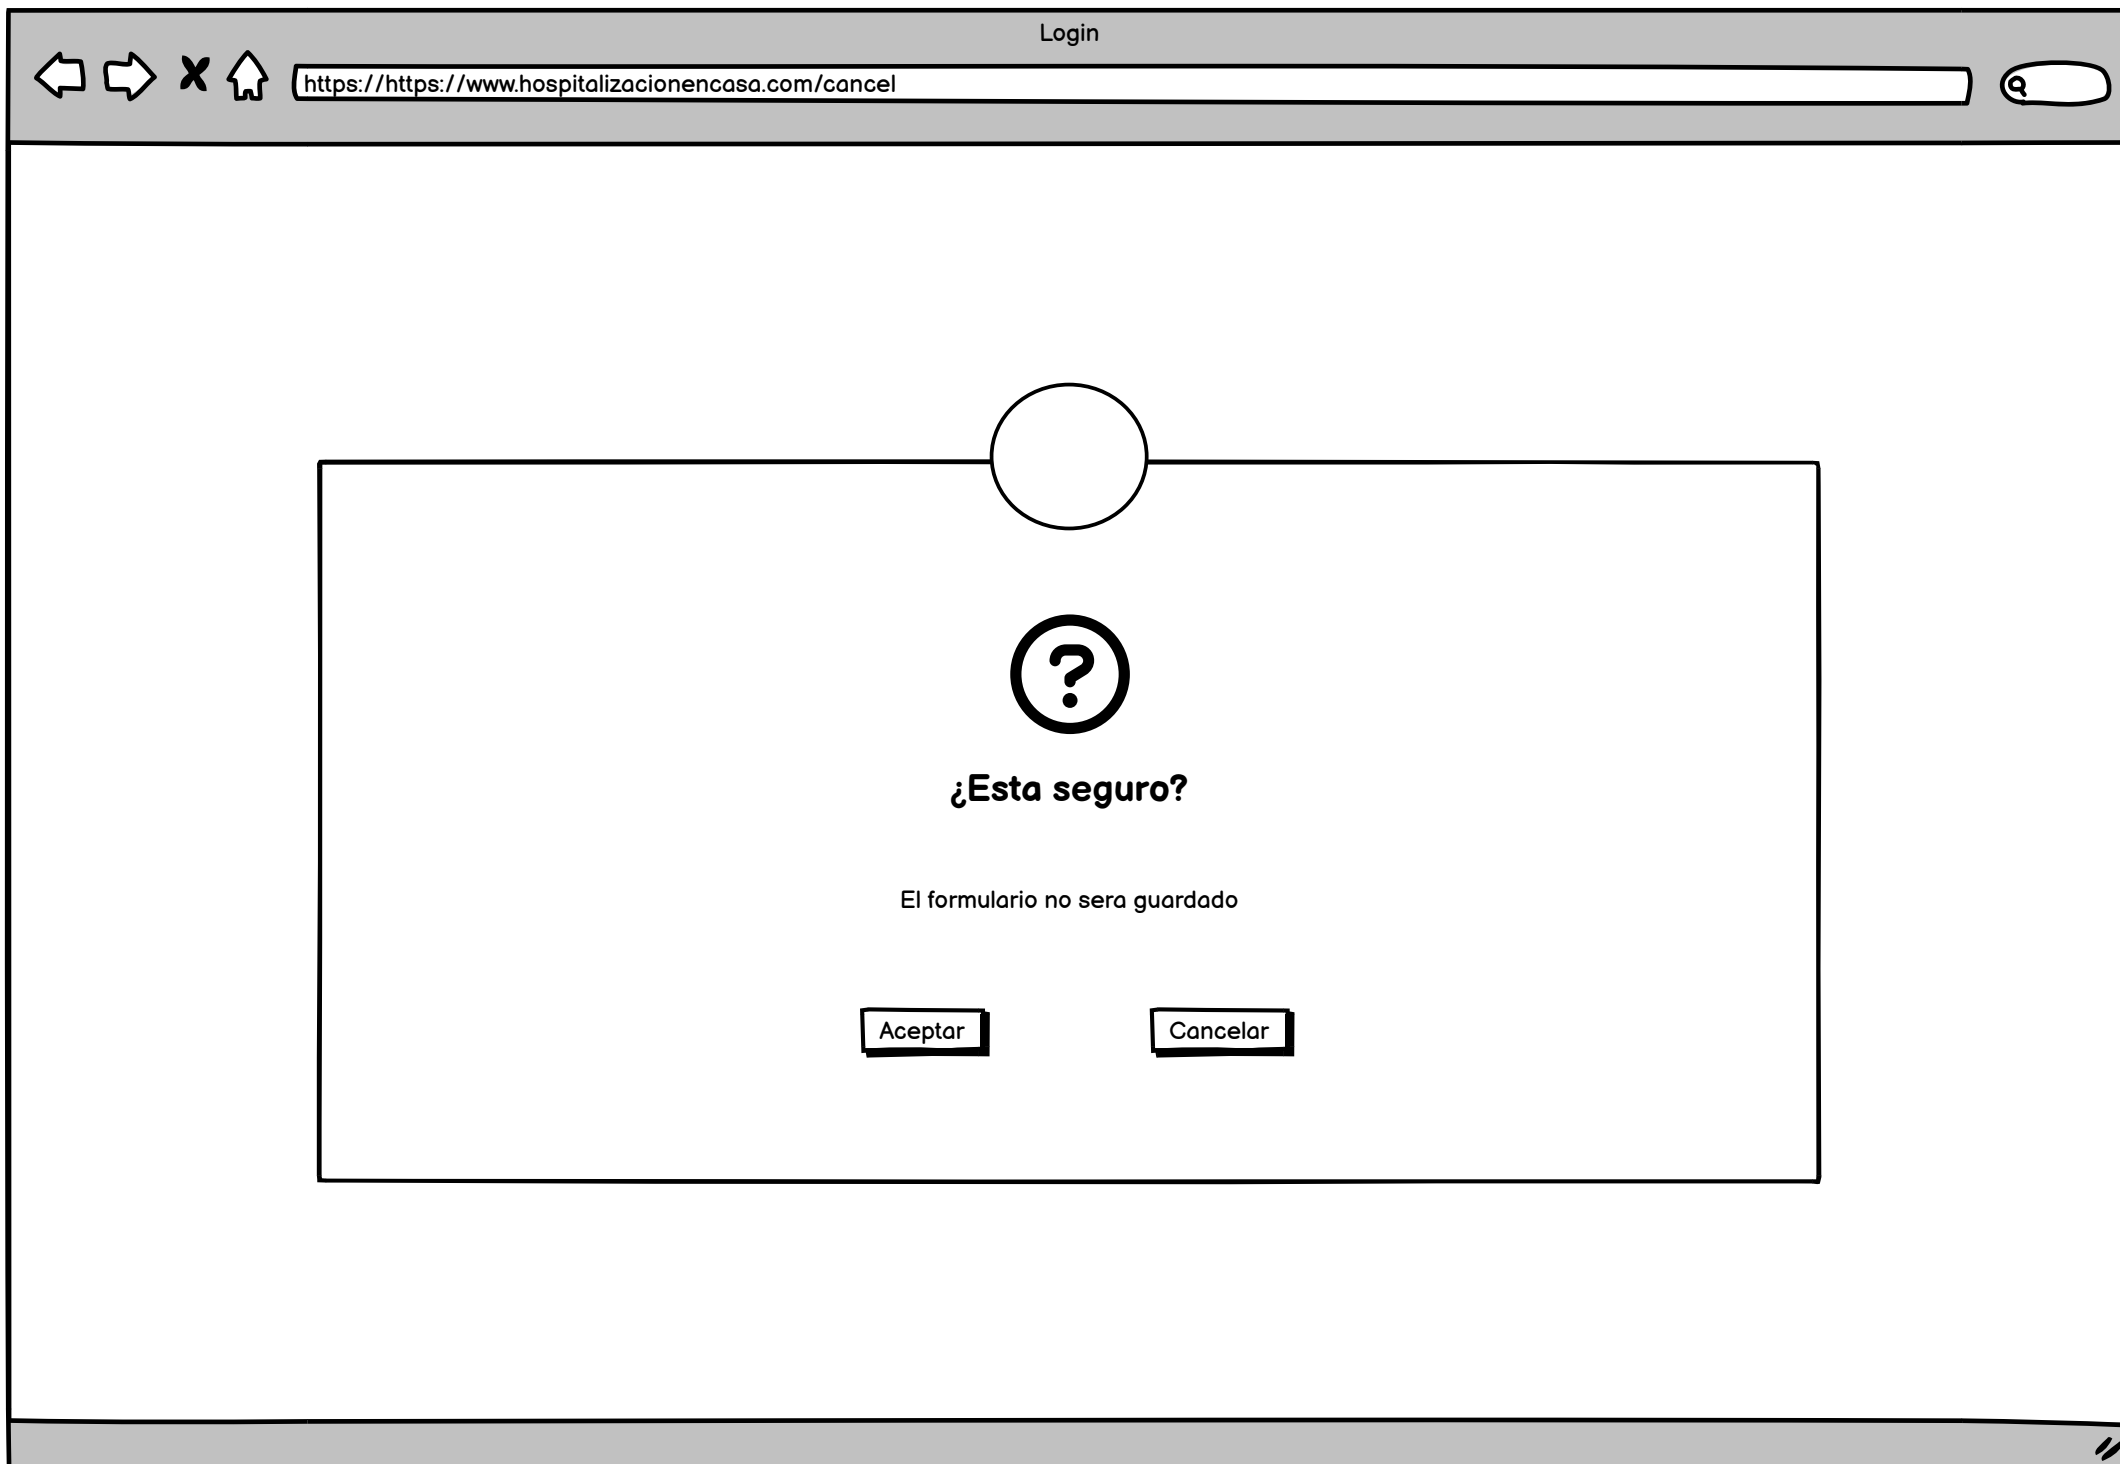 Login
https://https://www.hospitalizacionencasa.com/cancel
¿Esta seguro?
El formulario no sera guardado
Aceptar
Cancelar